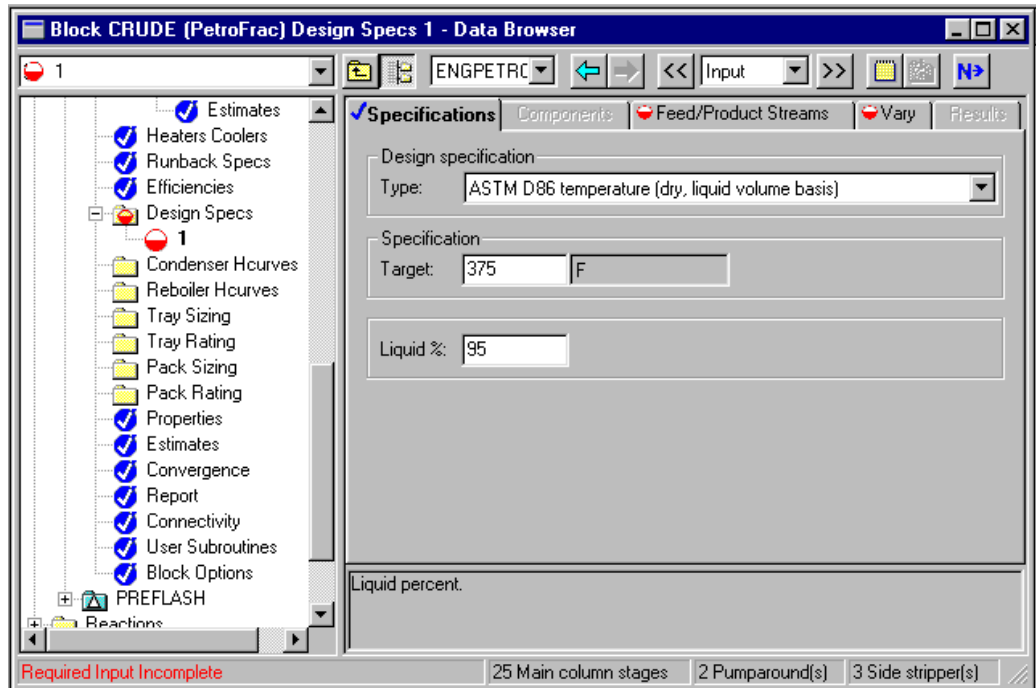 Block CRUDE (PetroFrac) Design Specs 1 - Data Browser
1
ENGPETRO
<<
Input
>>
N
Estimates
Heaters Coolers
Runback Specs
Efficiencies
Design Specs
1
Condenser Hcurves
Reboiler Hcurves
Tray Sizing
Tray Rating
Pack Sizing
Pack Rating
Properties
Estimates
Convergence
Report
Connectivity
User Subroutines
Block Options
PREFLASH
Reactions
Specifications
Components
Feed/Product Streams
Vary
Results
Design specification
Type:
ASTM D86 temperature (dry, liquid volume basis)
Specification
Target:
375
F
Liquid %:
95
Liquid percent.
Required Input Incomplete
25 Main column stages
2 Pumparound(s)
3 Side stripper(s)